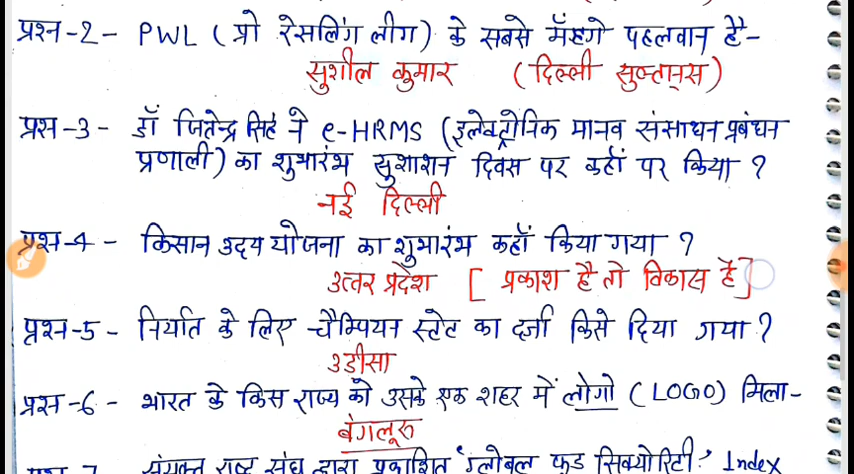 प्रश्न-2- PWL (प्रो रेसलिंग लीग) के सबसे मँहगे पहलवान है-
सुशील कुमार (दिल्ली सुल्तान्स)
प्रश्न-3- डॉ जितेन्द्र सिंह ने e-HRMS (इलेक्ट्रोनिक मानव संसाधन प्रबंधन
प्रणाली) का शुभारंभ सुशाशन दिवस पर कहाँ पर किया ?
नई दिल्ली
प्रश्न-4- किसान उदय योजना का शुभारंभ कहाँ किया गया ?
उत्तर प्रदेश [प्रकाश है तो विकास है]
प्रश्न-5- निर्यात के लिए चैम्पियन स्टेट का दर्जा किसे दिया गया ?
उडीसा
प्रश्न-6- भारत के किस राज्य को उसके एक शहर में लोगो (LOGO) मिला-
बेंगलूरू
संयुक्त राष्ट्र संघ द्वारा प्रकाशित 'ग्लोबल फूड सिक्योरिटी' Index